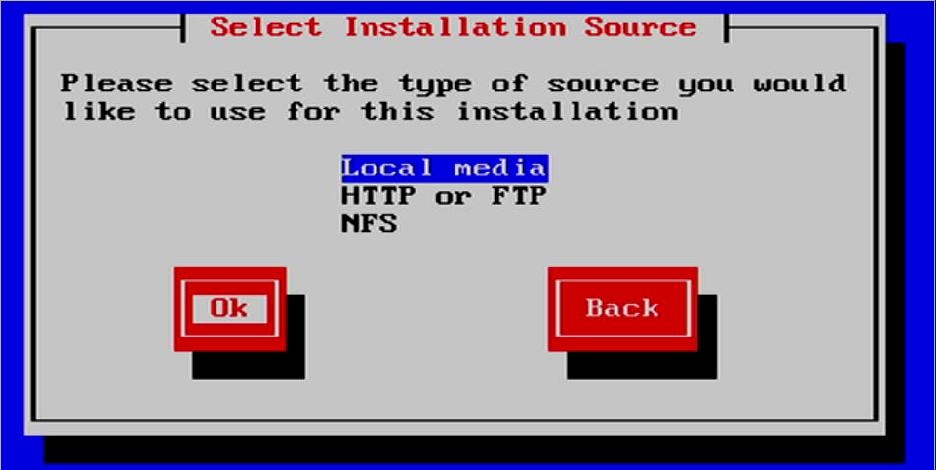 Select Installation Source
Please select the type of source you would
like to use for this installation
Local media
HTTP or FTP
NFS
Ok
Back